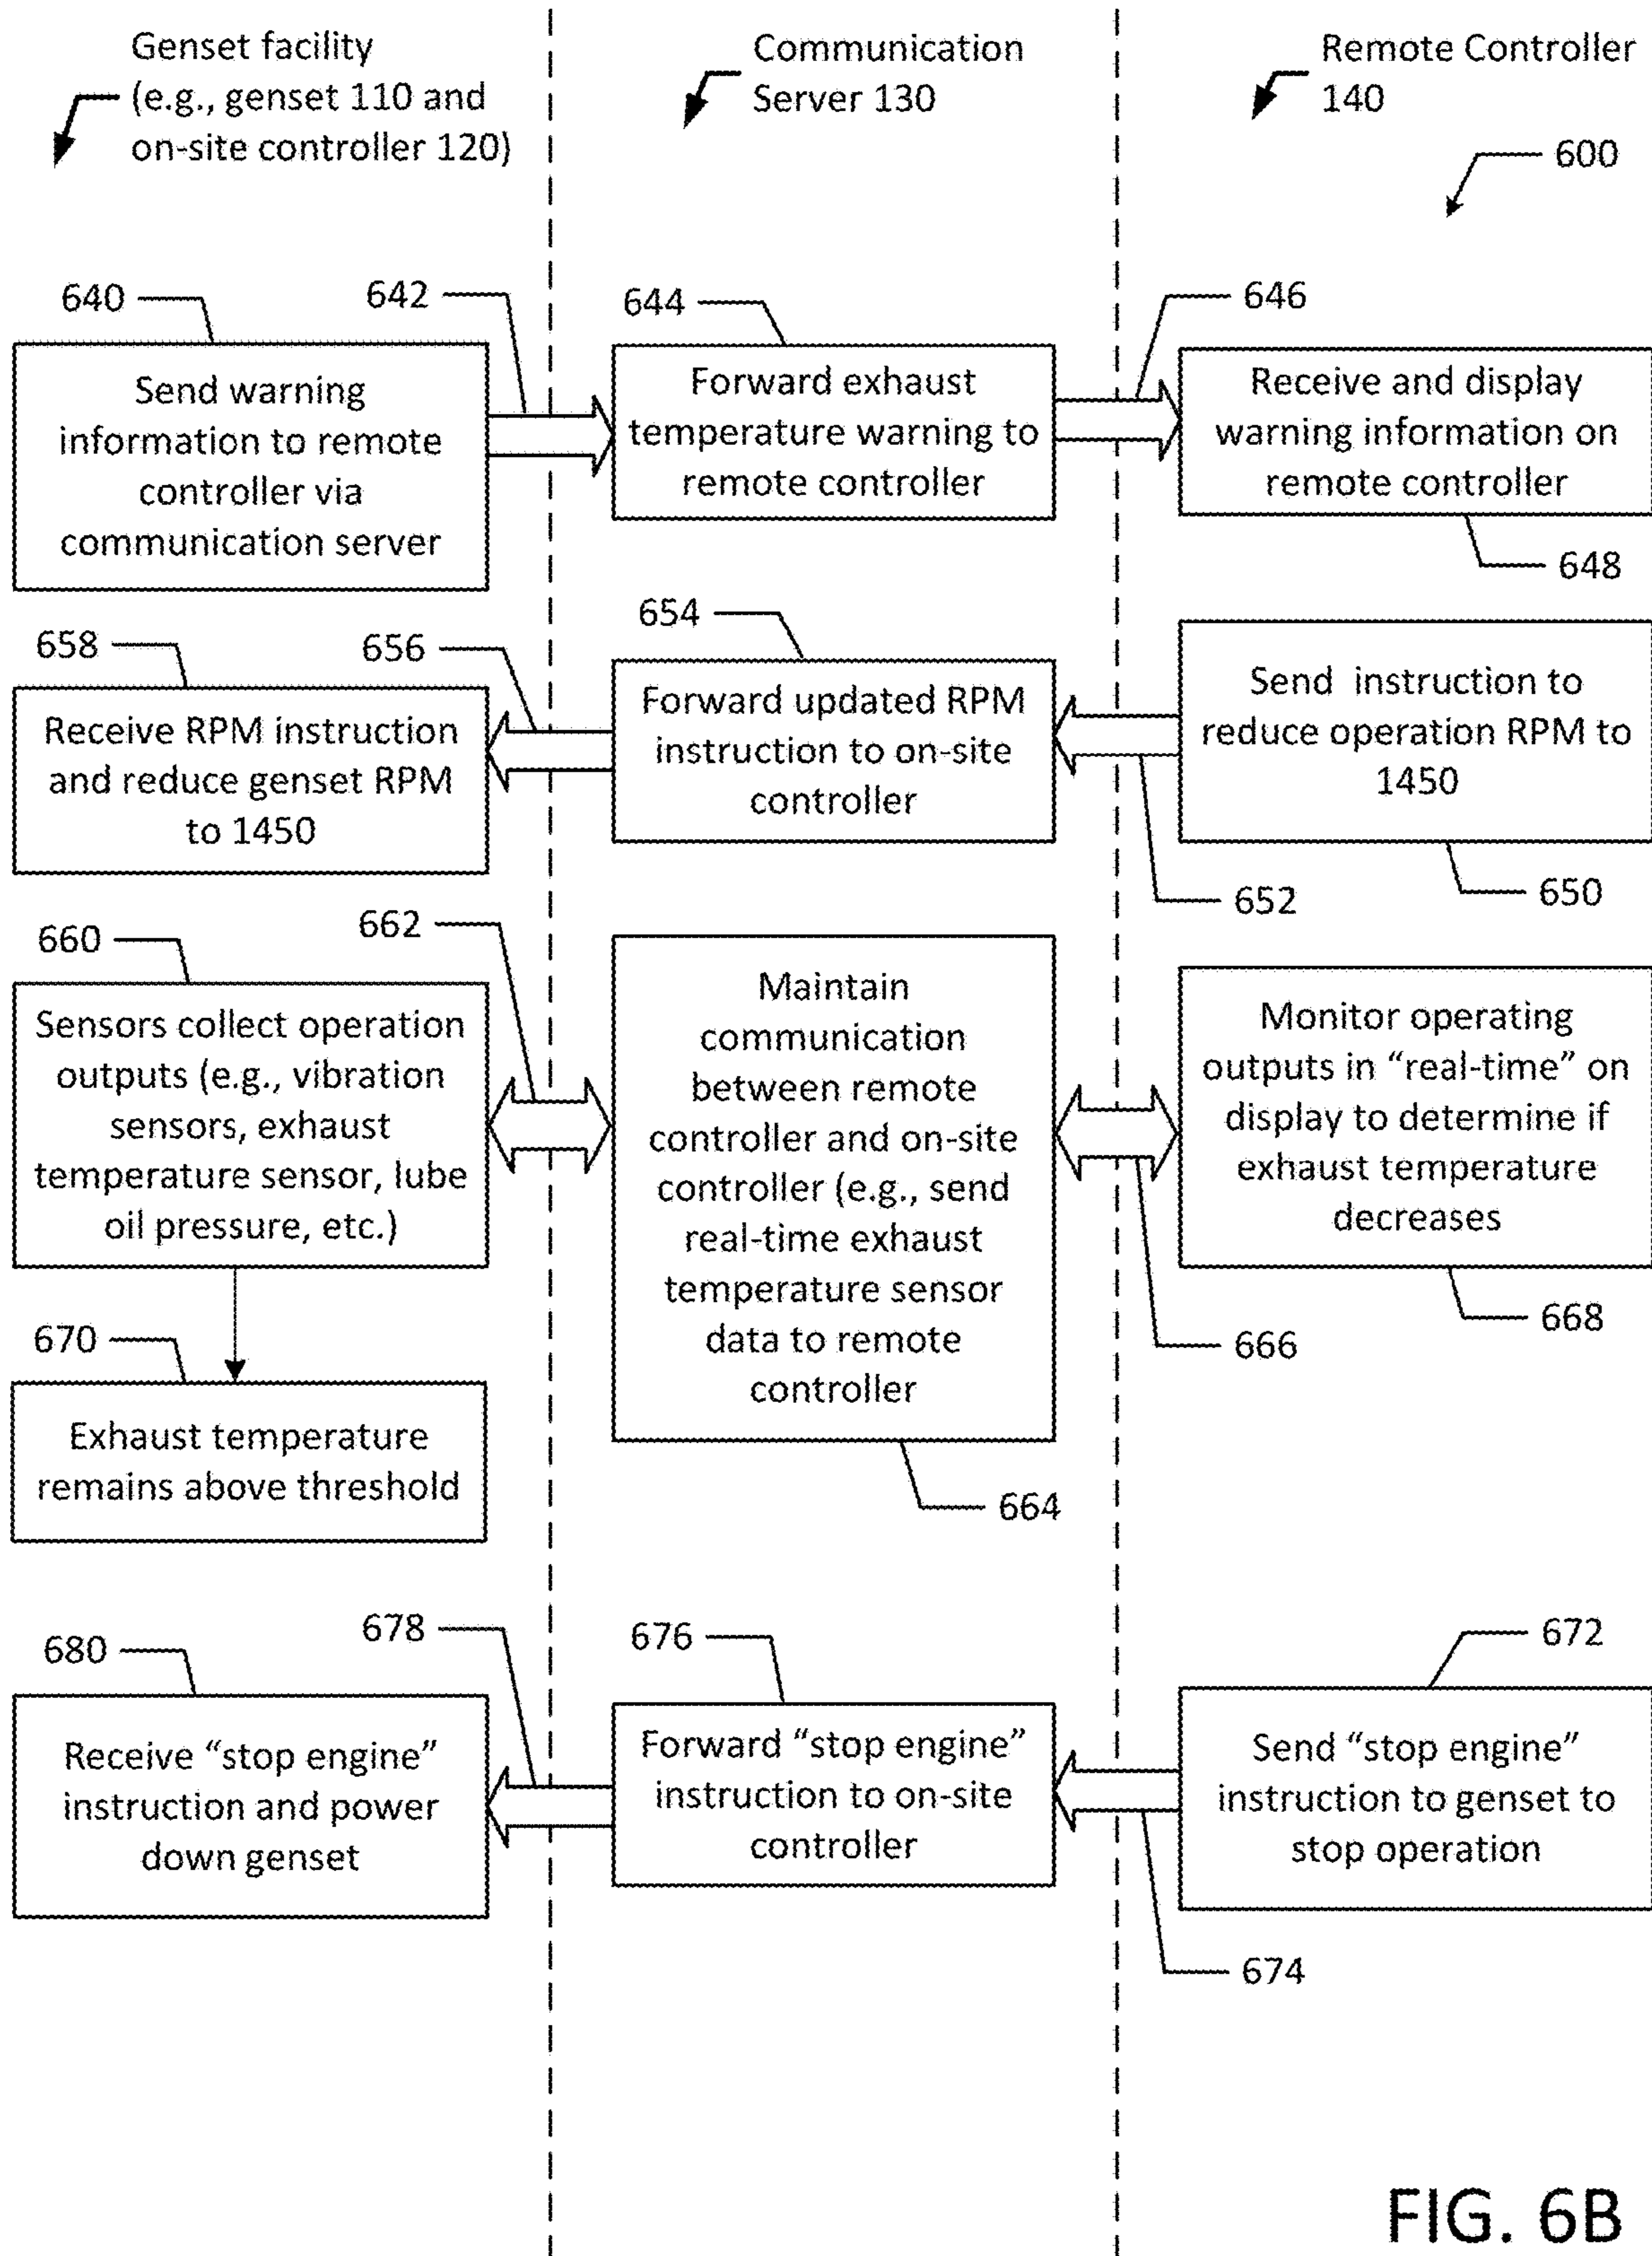 Genset facility
(e.g., genset 110 and
on-site controller 120)
Communication
Server 130
Remote Controller
140
600
640
642
644
646
Send warning
information to remote
controller via
communication server
Forward exhaust
temperature warning to
remote controller
Receive and display
warning information on
remote controller
648
658
656
654
Receive RPM instruction
and reduce genset RPM
to 1450
Forward updated RPM
instruction to on-site
controller
Send instruction to
reduce operation RPM to
1450
652
650
660
662
Sensors collect operation
outputs (e.g., vibration
sensors, exhaust
temperature sensor, lube
oil pressure, etc.)
Maintain
communication
between remote
controller and on-site
controller (e.g., send
real-time exhaust
temperature sensor
data to remote
controller
Monitor operating
outputs in “real-time” on
display to determine if
exhaust temperature
decreases
668
666
670
Exhaust temperature
remains above threshold
664
680
678
676
672
Receive “stop engine”
instruction and power
down genset
Forward “stop engine”
instruction to on-site
controller
Send “stop engine”
instruction to genset to
stop operation
674
FIG. 6B